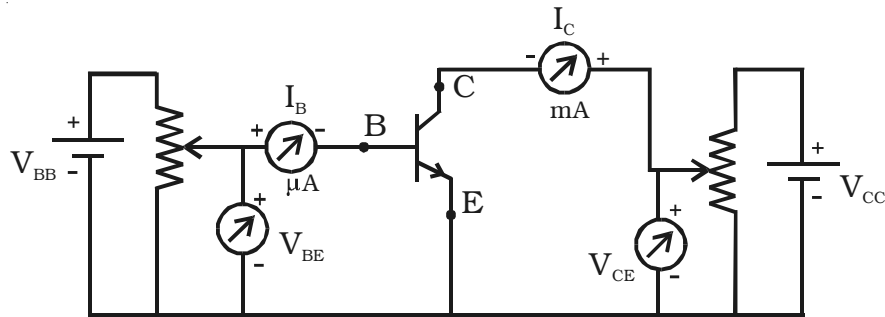 I_C
- +
C
mA
I_B
+ + - B
V_BB
- μA
+
E
V_BE
-
+
V_CE
-
+
V_CC
-